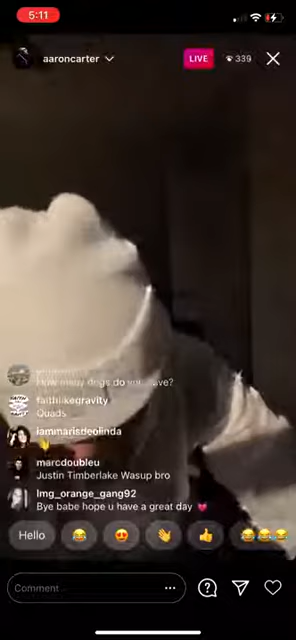 5:11
aaroncarter
LIVE
339
How many dogs do you have?
faithlikegravity
Quads
iammarisdeolinda
marcdoubleu
Justin Timberlake Wasup bro
lmg_orange_gang92
Bye babe hope u have a great day
Hello
Comment